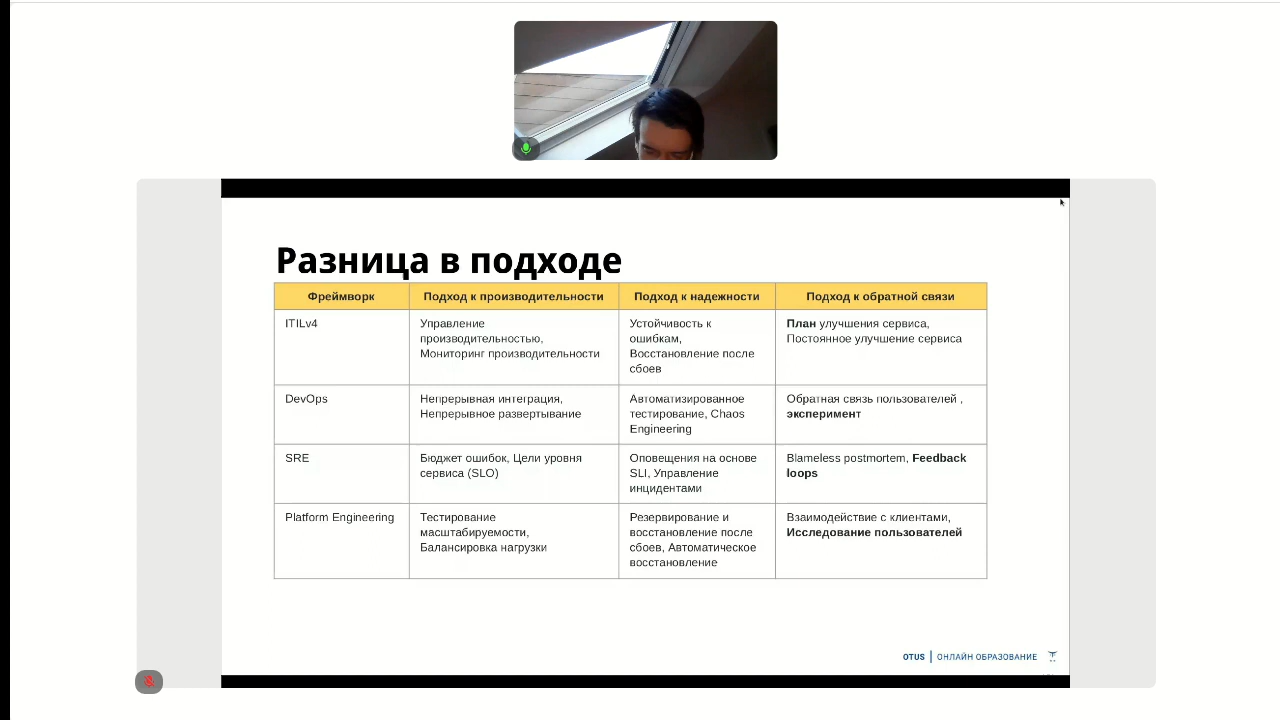 Разница в подходе
Фреймворк Подход к производительности Подход к надежности Подход к обратной связи
ITILv4
Управление
производительностью,
Мониторинг производительности
Устойчивость к
ошибкам,
Восстановление после
сбоев
План улучшения сервиса,
Постоянное улучшение сервиса
DevOps
Непрерывная интеграция,
Непрерывное развертывание
Автоматизированное
тестирование, Chaos
Engineering
Обратная связь пользователей ,
эксперимент
SRE
Бюджет ошибок, Цели уровня
сервиса (SLO)
Оповещения на основе
SLI, Управление
инцидентами
Blameless postmortem, Feedback
loops
Platform Engineering
Тестирование
масштабируемости,
Балансировка нагрузки
Резервирование и
восстановление после
сбоев, Автоматическое
восстановление
Взаимодействие с клиентами,
Исследование пользователей
OTUS | ОНЛАЙН ОБРАЗОВАНИЕ